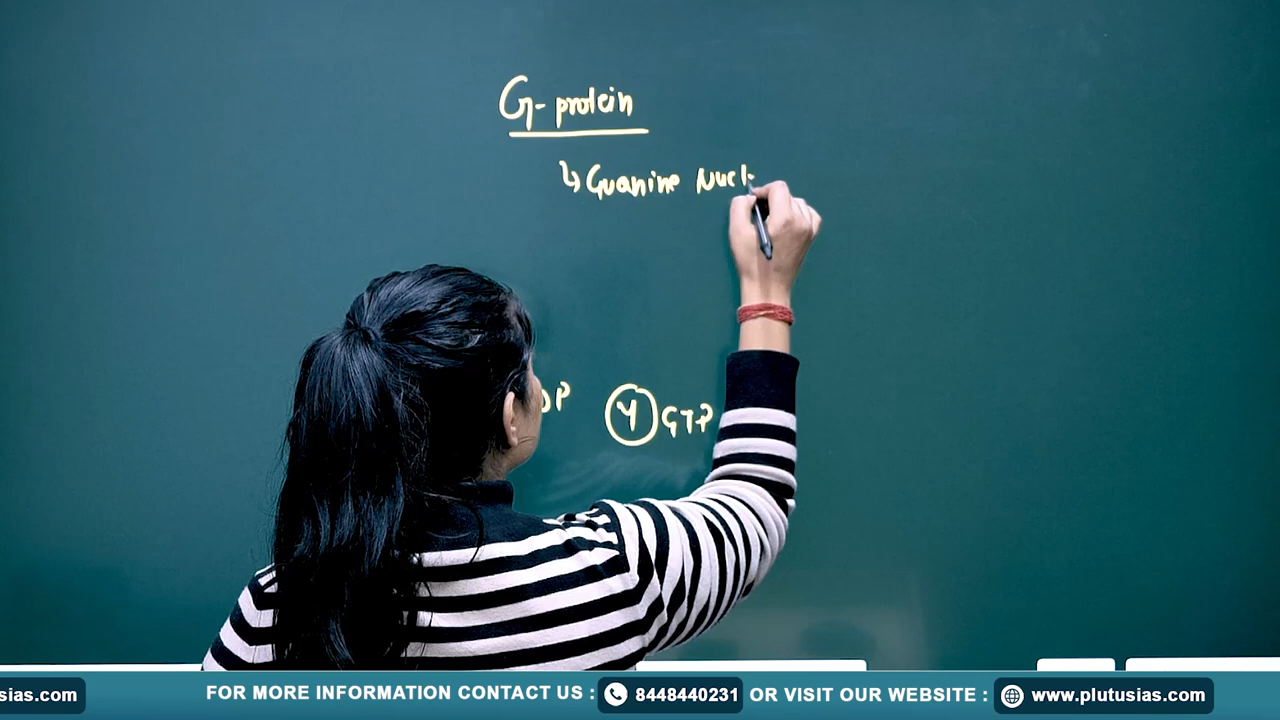 G-protein
↳ Guanine Nucl
DP Y GTP
sias.com FOR MORE INFORMATION CONTACT US : 8448440231 OR VISIT OUR WEBSITE : www.plutusias.com